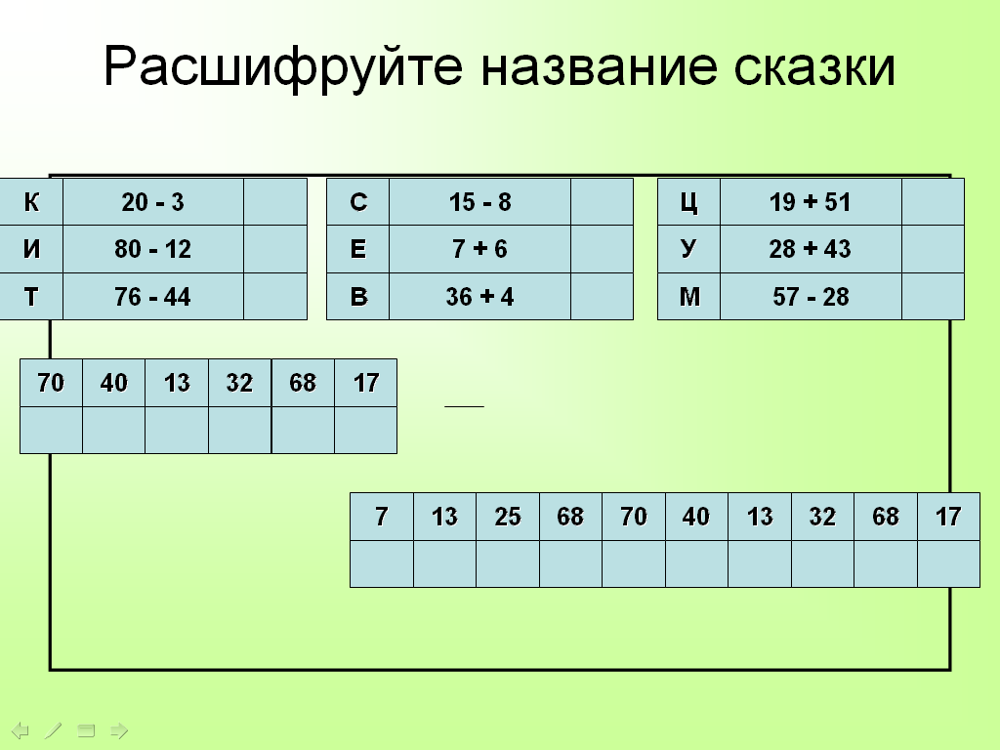 Расшифруйте название сказки
К 20 - 3 С 15 - 8 Ц 19 + 51
И 80 - 12 Е 7 + 6 У 28 + 43
Т 76 - 44 В 36 + 4 М 57 - 28
70 40 13 32 68 17
7 13 25 68 70 40 13 32 68 17